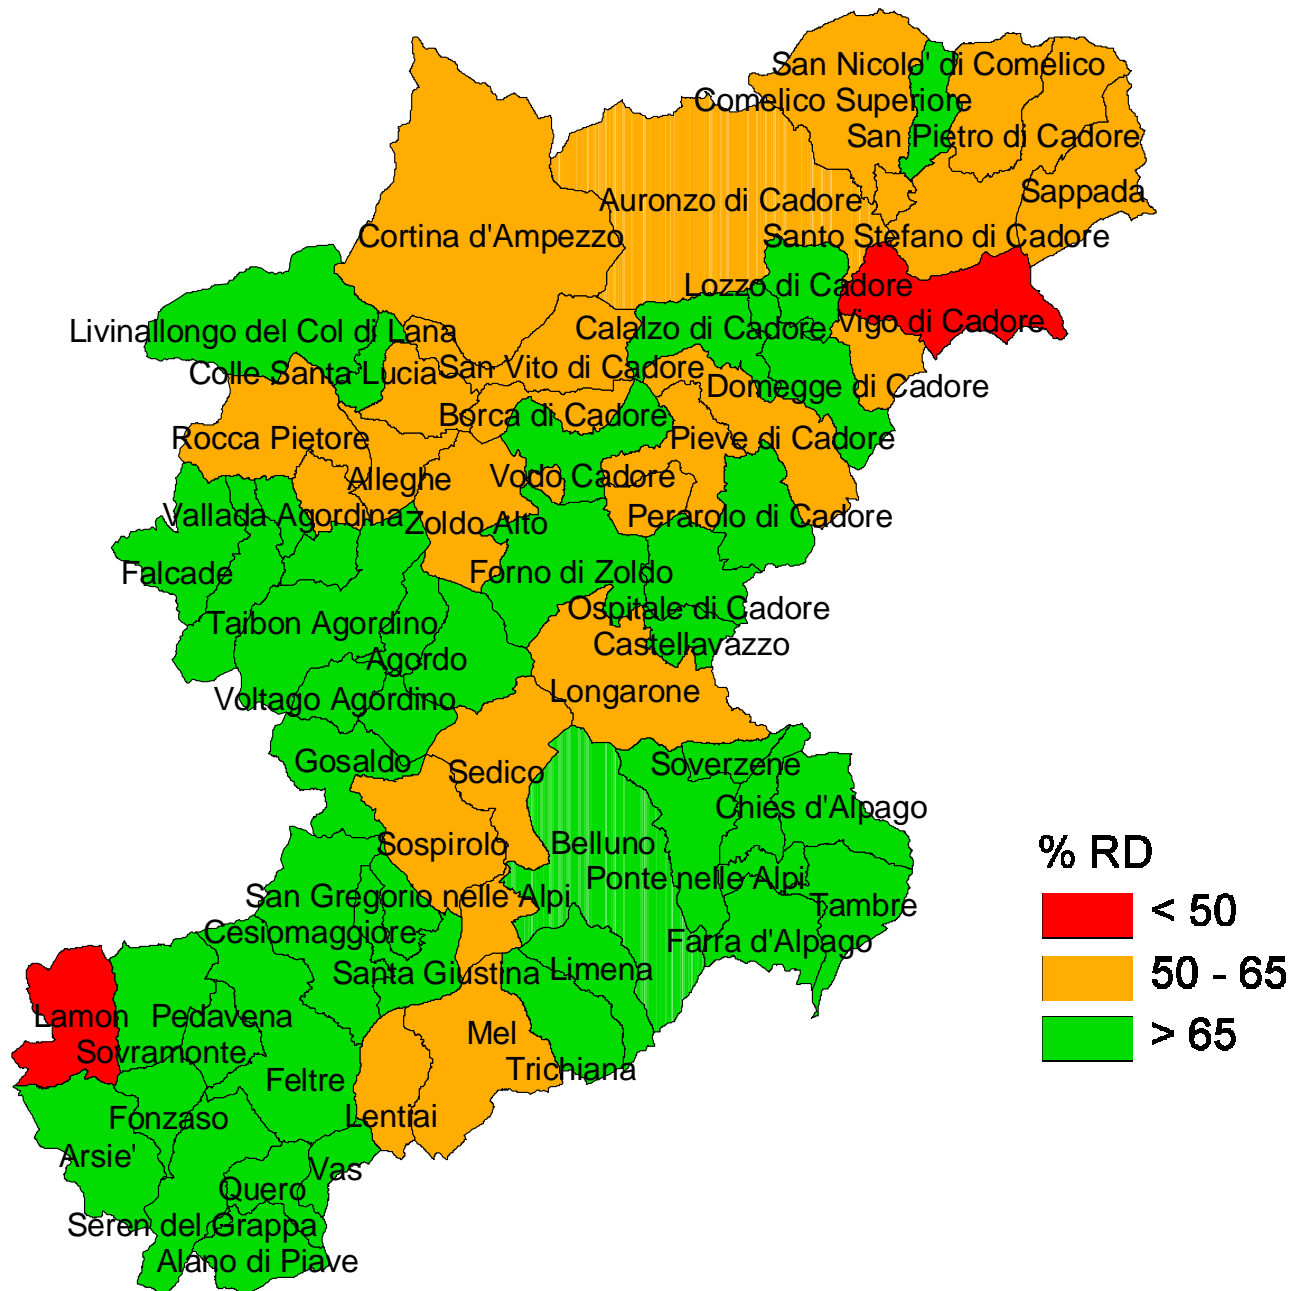 San Nicolo' di Comelico
Comelico Superiore
San Pietro di Cadore
Sappada
Auronzo di Cadore
Cortina d'Ampezzo
Santo Stefano di Cadore
Lozzo di Cadore
Livinallongo del Col di Lana
Calalzo di Cadore
Vigo di Cadore
Colle Santa Lucia
San Vito di Cadore
Domegge di Cadore
Borca di Cadore
Rocca Pietore
Pieve di Cadore
Alleghe
Vodo Cadore
Vallada Agordina
Zoldo Alto
Perarolo di Cadore
Falcade
Forno di Zoldo
Ospitale di Cadore
Taibon Agordino
Castellavazzo
Agordo
Voltago Agordino
Longarone
Gosaldo
Sedico
Soverzene
Chies d'Alpago
Sospirolo
Belluno
% RD
Ponte nelle Alpi
San Gregorio nelle Alpi
Tambre
< 50
Cesiomaggiore
Farra d'Alpago
Santa Giustina
Limena
50 - 65
Lamon
Pedavena
Mel
> 65
Sovramonte
Trichiana
Feltre
Fonzaso
Lentiai
Arsie'
Vas
Quero
Seren del Grappa
Alano di Piave